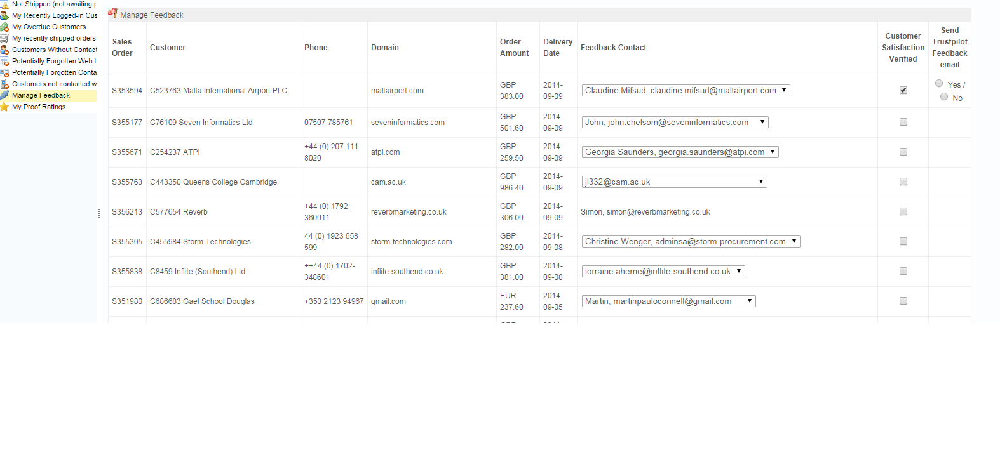 Not Shipped (not awaiting p
My Recently Logged-in Cus
My Overdue Customers
My recently shipped orders
Customers Without Contact
Potentially Forgotten Web L
Potentially Forgotten Conta
Customers not contacted w
Manage Feedback
My Proof Ratings
Manage Feedback
Sales
Order
Customer
Phone
Domain
Order
Amount
Delivery
Date
Feedback Contact
Customer
Satisfaction
Verified
Send
Trustpilot
Feedback
email
S353594
C523763 Malta International Airport PLC
maltairport.com
GBP
383.00
2014-
09-09
Claudine Mifsud, claudine.mifsud@maltairport.com
Yes /
No
S355177
C76109 Seven Informatics Ltd
07507 785761
seveninformatics.com
GBP
501.60
2014-
09-09
John, john.chelsom@seveninformatics.com
S355671
C254237 ATPI
+44 (0) 207 111
8020
atpi.com
GBP
259.50
2014-
09-09
Georgia Saunders, georgia.saunders@atpi.com
S355763
C443350 Queens College Cambridge
cam.ac.uk
GBP
986.40
2014-
09-09
jl332@cam.ac.uk
S356213
C577654 Reverb
+44 (0) 1792
360011
reverbmarketing.co.uk
GBP
306.00
2014-
09-09
Simon, simon@reverbmarketing.co.uk
S355305
C455984 Storm Technologies
44 (0) 1923 658
599
storm-technologies.com
GBP
282.00
2014-
09-08
Christine Wenger, adminsa@storm-procurement.com
S355838
C8459 Inflite (Southend) Ltd
++44 (0) 1702-
348601
inflite-southend.co.uk
GBP
381.00
2014-
09-08
lorraine.aherne@inflite-southend.co.uk
S351980
C686683 Gael School Douglas
+353 2123 94967
gmail.com
EUR
237.60
2014-
09-05
Martin, martinpauloconnell@gmail.com